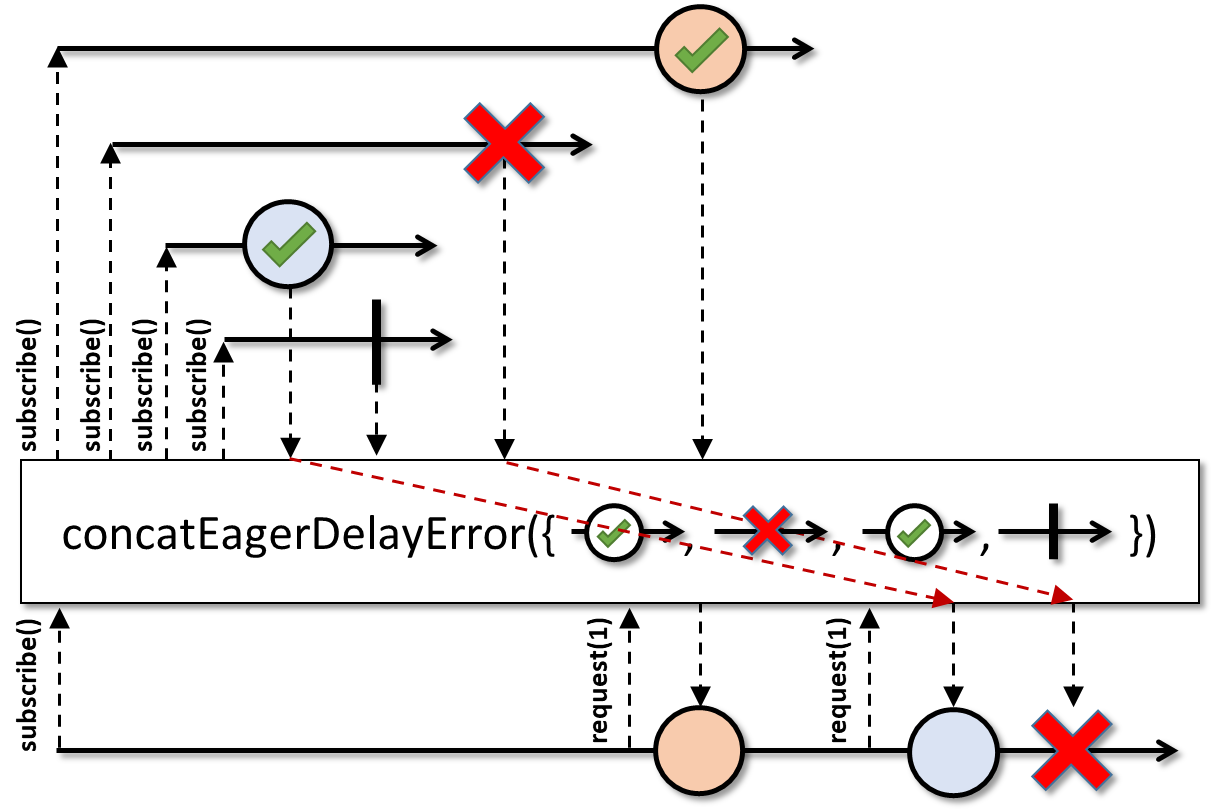 subscribe()
subscribe()
subscribe()
subscribe()
concatEagerDelayError({ , , , })
subscribe()
request(1)
request(1)